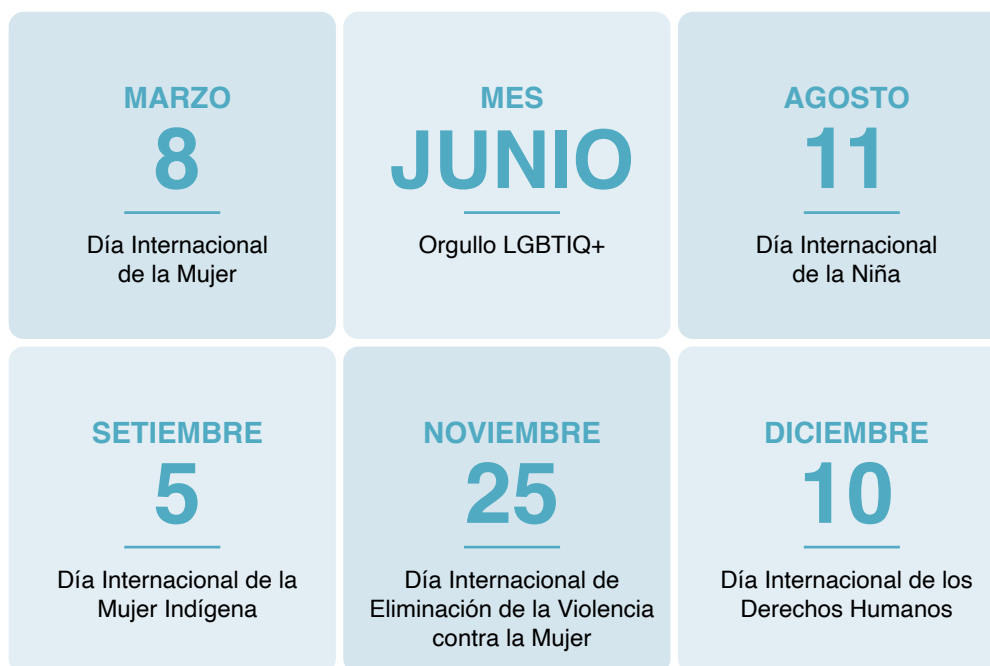 MARZO
8
Día Internacional
de la Mujer
MES
JUNIO
Orgullo LGBTIQ+
AGOSTO
11
Día Internacional
de la Niña
SETIEMBRE
5
Día Internacional de la
Mujer Indígena
NOVIEMBRE
25
Día Internacional de
Eliminación de la Violencia
contra la Mujer
DICIEMBRE
10
Día Internacional de los
Derechos Humanos